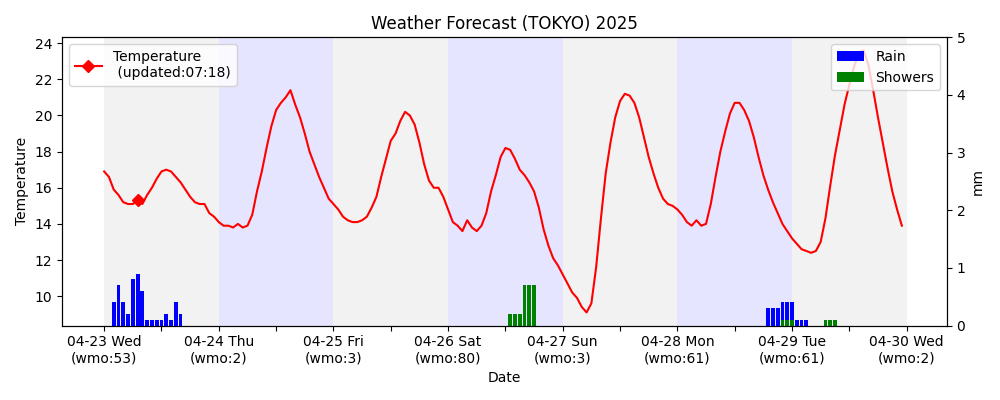 Weather Forecast (TOKYO) 2025
Temperature
(updated:07:18)
Rain
Showers
24
22
20
18
16
14
12
10
Temperature
5
4
3
2
1
0
mm
04-23 Wed
(wmo:53)
04-24 Thu
(wmo:2)
04-25 Fri
(wmo:3)
04-26 Sat
(wmo:80)
04-27 Sun
(wmo:3)
04-28 Mon
(wmo:61)
04-29 Tue
(wmo:61)
04-30 Wed
(wmo:2)
Date